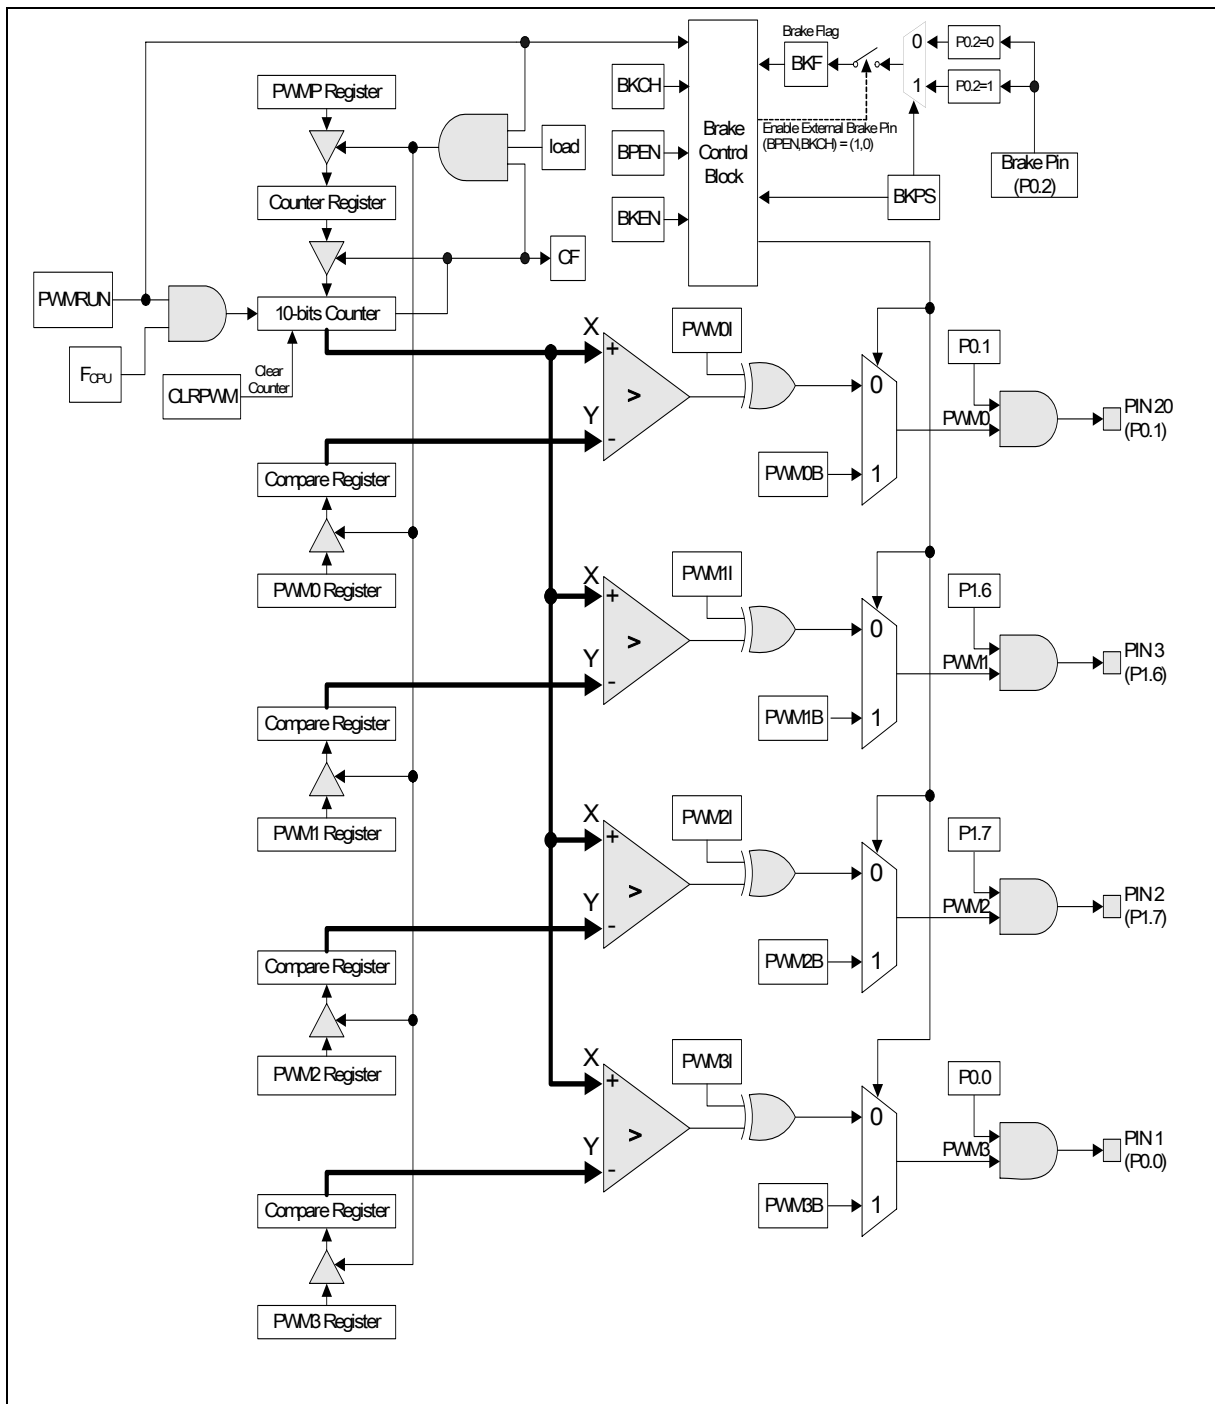 Brake Flag
0
P0.2=0
BKF
1
P0.2=1
PWMP Register
BKCH
load
Brake
Control
Block
Enable External Brake Pin
(BPEN,BKCH) = (1,0)
BPEN
Brake Pin
(P0.2)
Counter Register
BKEN
BKPS
CF
PWMRUN
10-bits Counter
FCPU
CLRPWM
Clear
Counter
X
+
>
Y
-
PWM0I
0
PWM0B
1
P0.1
PWM0
PIN 20
(P0.1)
Compare Register
PWM0 Register
X
+
>
Y
-
PWM1I
0
PWM1B
1
P1.6
PWM1
PIN 3
(P1.6)
Compare Register
PWM1 Register
X
+
>
Y
-
PWM2I
0
PWM2B
1
P1.7
PWM2
PIN 2
(P1.7)
Compare Register
PWM2 Register
X
+
>
Y
-
PWM3I
0
PWM3B
1
P0.0
PWM3
PIN 1
(P0.0)
Compare Register
PWM3 Register